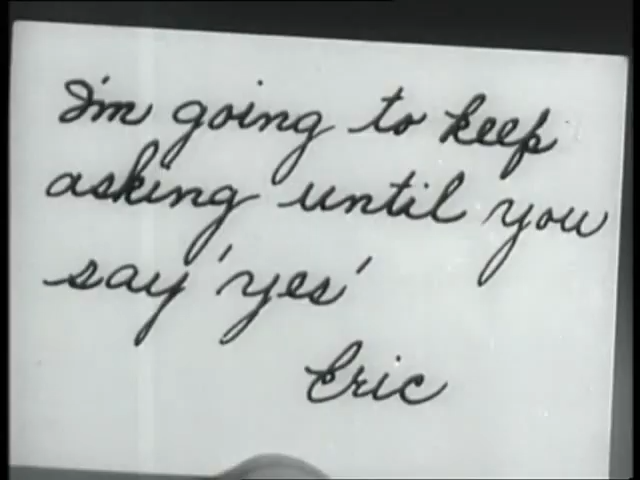 I'm going to keep
asking until you
say 'yes'
Eric